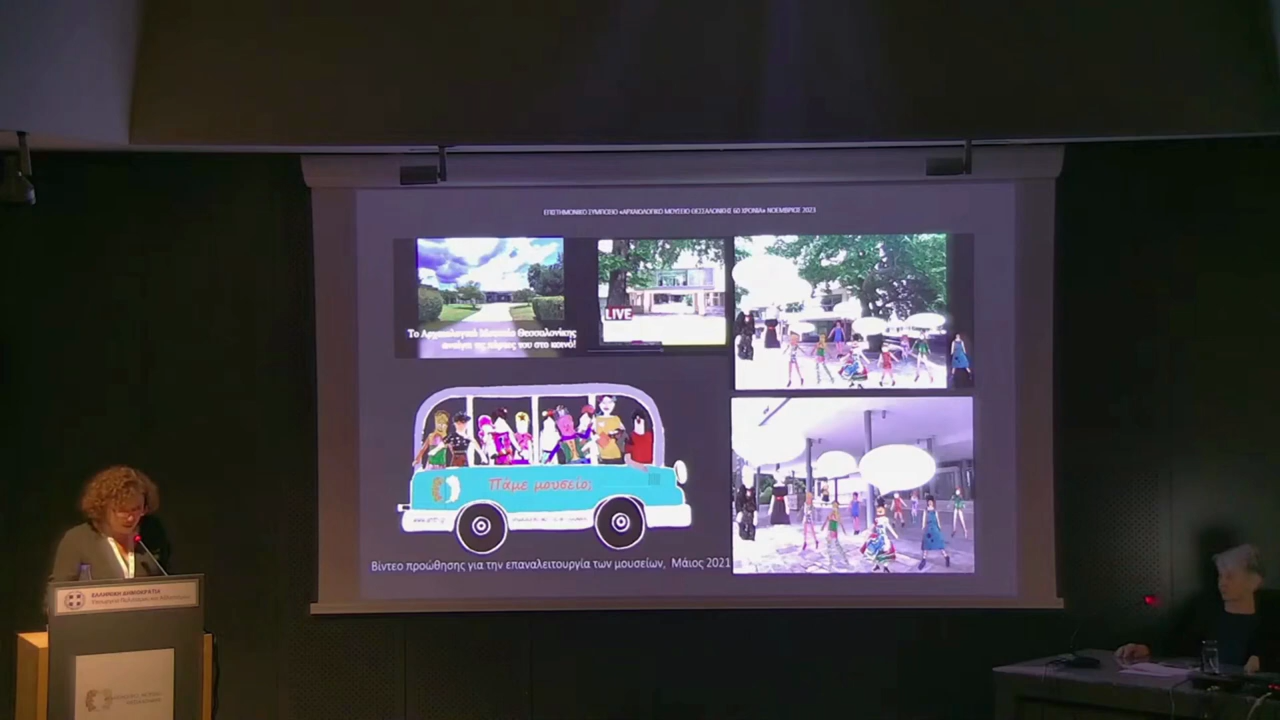 ΕΠΙΣΤΗΜΟΝΙΚΟ ΣΥΜΠΟΣΙΟ «ΑΡΧΑΙΟΛΟΓΙΚΟ ΜΟΥΣΕΙΟ ΘΕΣΣΑΛΟΝΙΚΗΣ 60 ΧΡΟΝΙΑ» ΝΟΕΜΒΡΙΟΣ 2023
LIVE
Το Αρχαιολογικό Μουσείο Θεσσαλονίκης
ανοίγει τις πόρτες του στο κοινό!
Πάμε μουσείο;
Βίντεο προώθησης για την επαναλειτουργία των μουσείων, Μάιος 2021
ΕΛΛΗΝΙΚΗ ΔΗΜΟΚΡΑΤΙΑ
ΜΟΥΣΕΙΟ